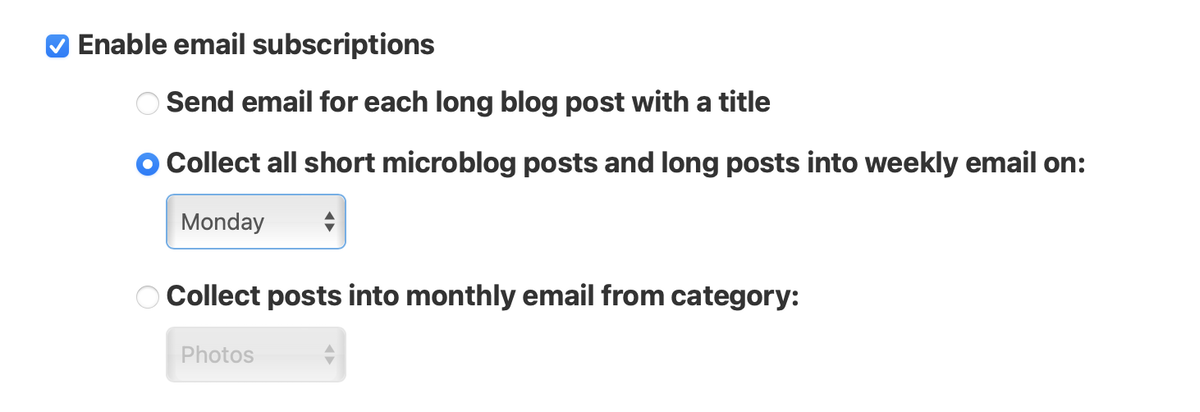 Enable email subscriptions
Send email for each long blog post with a title
Collect all short microblog posts and long posts into weekly email on:
Monday
Collect posts into monthly email from category:
Photos